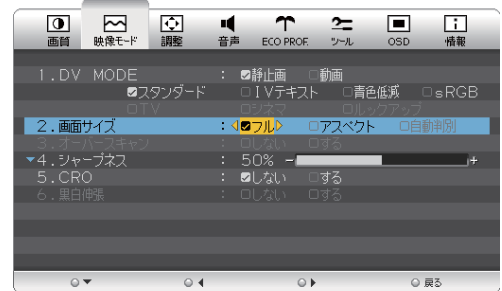 画質 映像モード 調整 音声 ECO PROF. ツール OSD 情報
1.DV MODE : ☑静止画 □動画
☑スタンダード □IVテキスト □青色低減 □sRGB
□TV □シネマ □ルックアップ
2.画面サイズ : ☑フル □アスペクト □自動判別
3.オーバースキャン : □しない □する
4.シャープネス : 50% - +
5.CRO : ☑しない □する
6.黒白伸張 : □しない □する
○▼ ○◀ ○▶ ○戻る